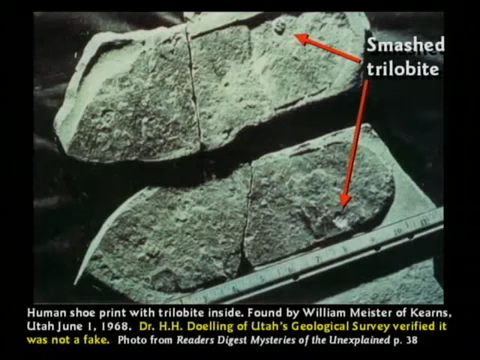 Smashed
trilobite
Human shoe print with trilobite inside. Found by William Meister of Kearns,
Utah June 1, 1968. Dr. H.H. Doelling of Utah's Geological Survey verified it
was not a fake. Photo from Readers Digest Mysteries of the Unexplained p. 38